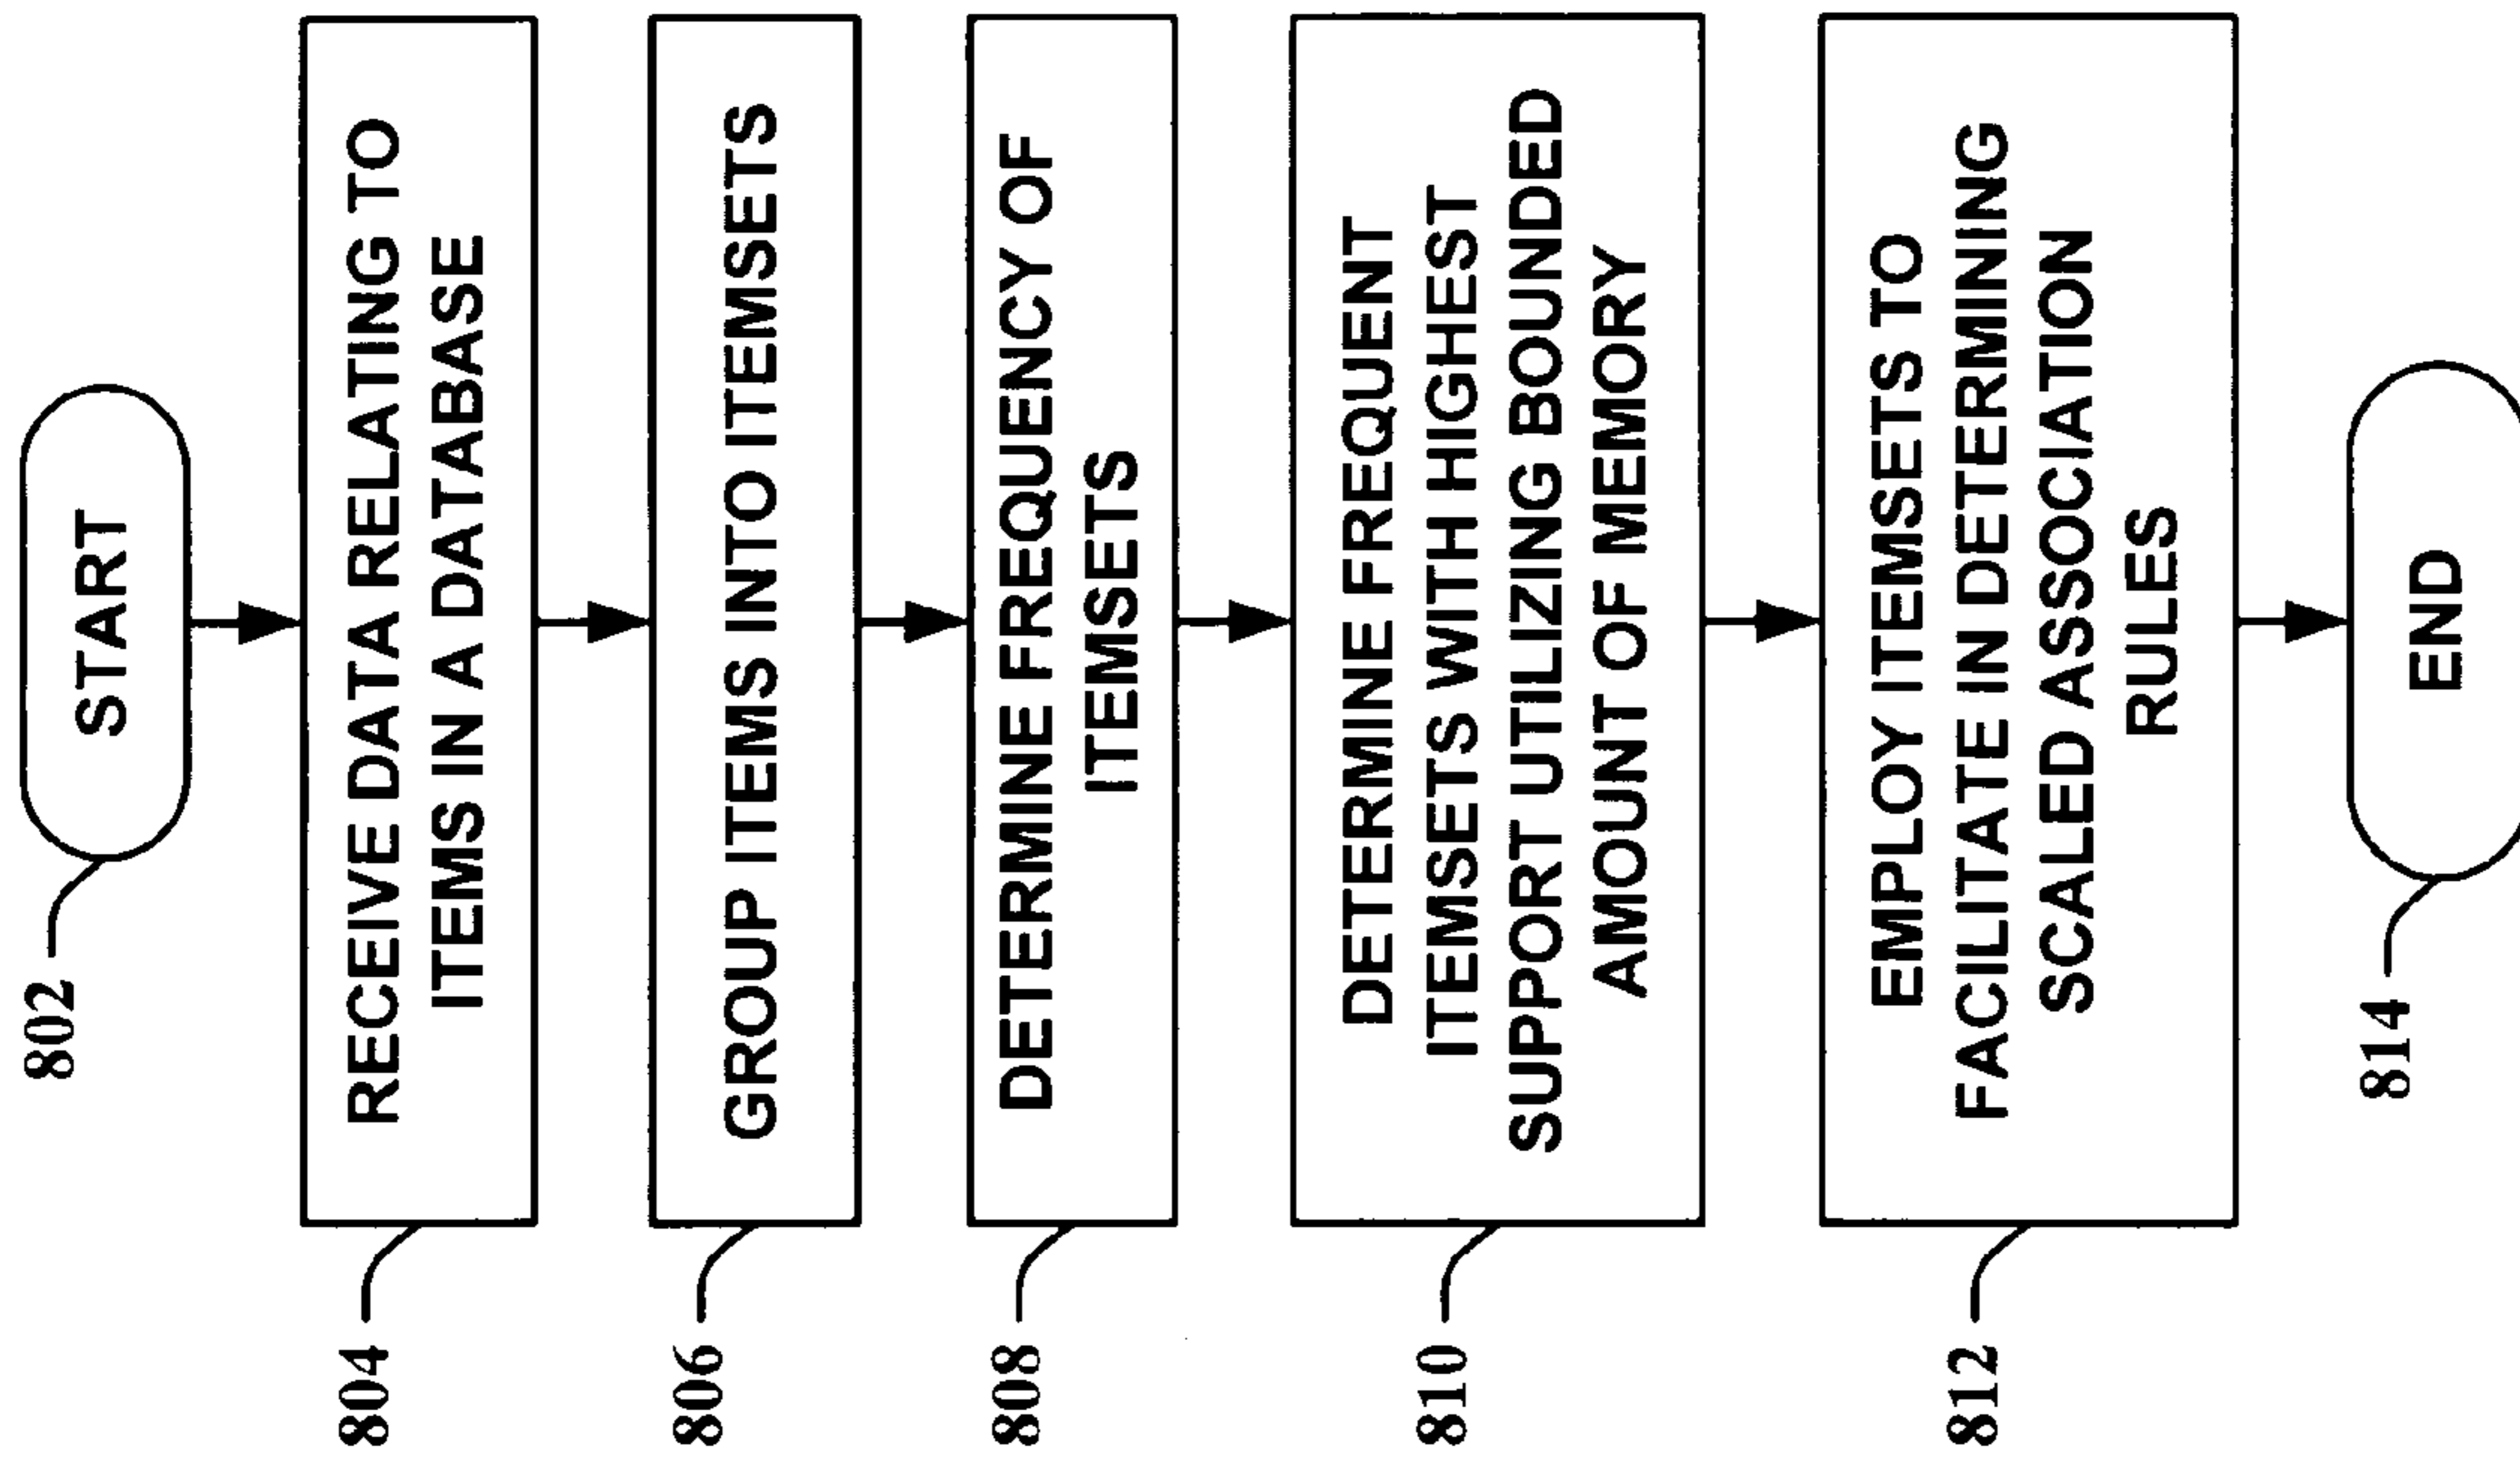 START
802
RECEIVE DATA RELATING TO
ITEMS IN A DATABASE
804
GROUP ITEMS INTO ITEMSETS
806
DETERMINE FREQUENCY OF
ITEMSETS
808
DETERMINE FREQUENT
ITEMSETS WITH HIGHEST
SUPPORT UTILIZING BOUNDED
AMOUNT OF MEMORY
810
EMPLOY ITEMSETS TO
FACILITATE IN DETERMINING
SCALED ASSOCIATION
RULES
812
END
814